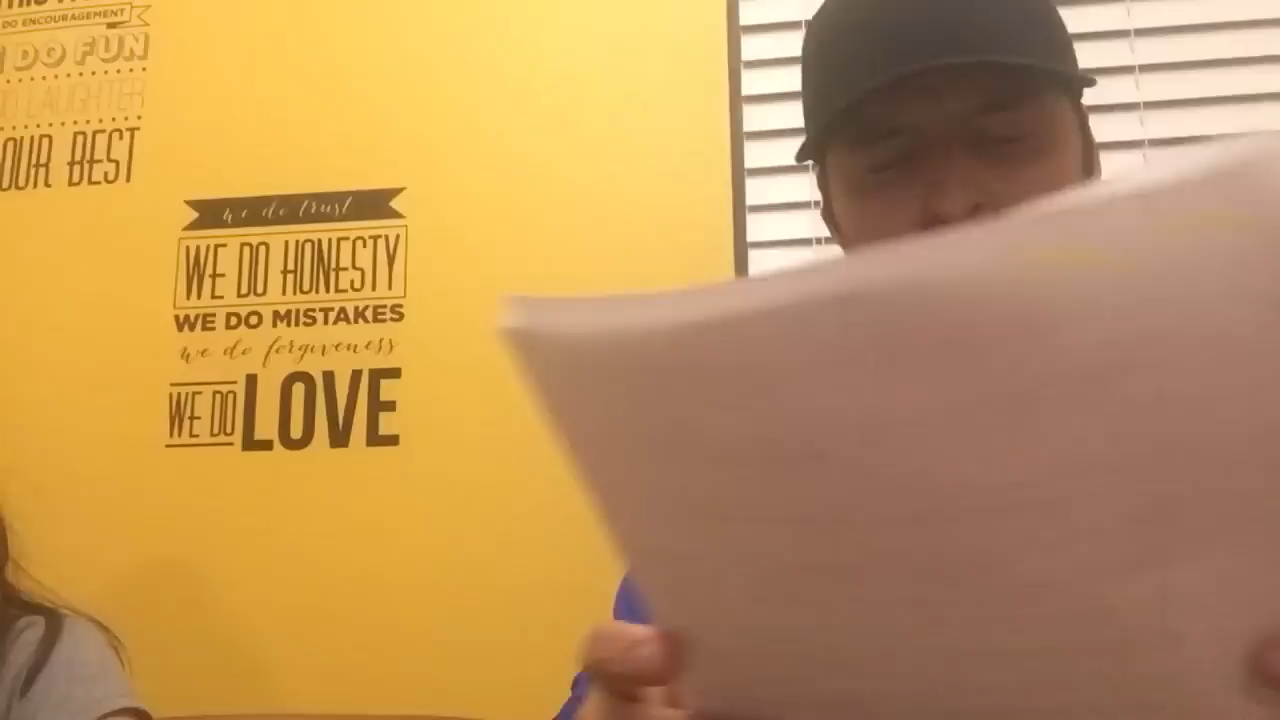 DO ENCOURAGEMENT
DO FUN
LAUGHTER
OUR BEST
we do trust
WE DO HONESTY
WE DO MISTAKES
we do forgiveness
WE DO LOVE